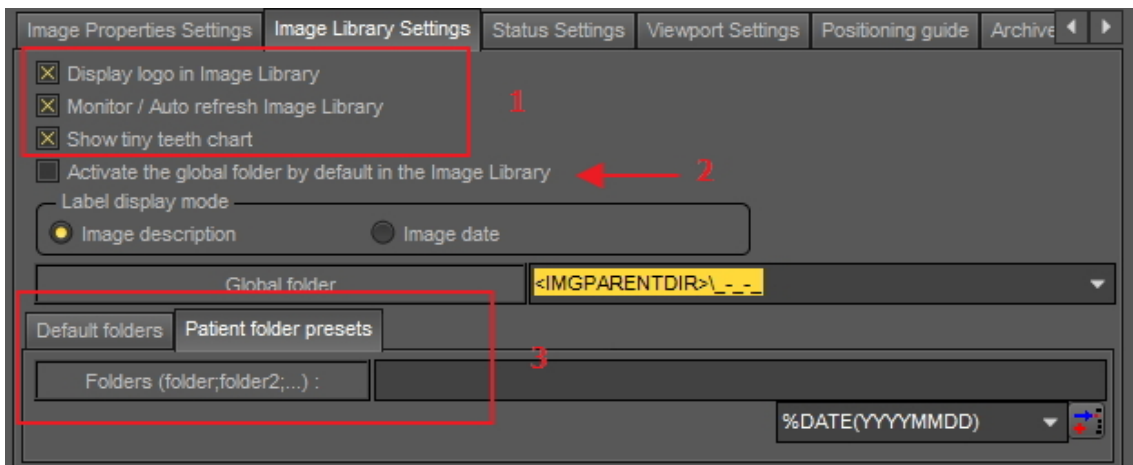 Image Properties Settings Image Library Settings Status Settings Viewport Settings Positioning guide Archive
Display logo in Image Library
Monitor / Auto refresh Image Library
1
Show tiny teeth chart
Activate the global folder by default in the Image Library 2
Label display mode
Image description Image date
Global folder <IMGPARENTDIR>\_-_-_
Default folders Patient folder presets
3
Folders (folder;folder2;...) :
%DATE(YYYYMMDD)